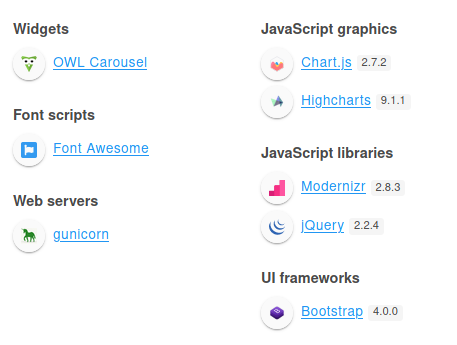 Widgets
OWL Carousel
Font scripts
Font Awesome
Web servers
gunicorn
JavaScript graphics
Chart.js 2.7.2
Highcharts 9.1.1
JavaScript libraries
Modernizr 2.8.3
jQuery 2.2.4
UI frameworks
Bootstrap 4.0.0